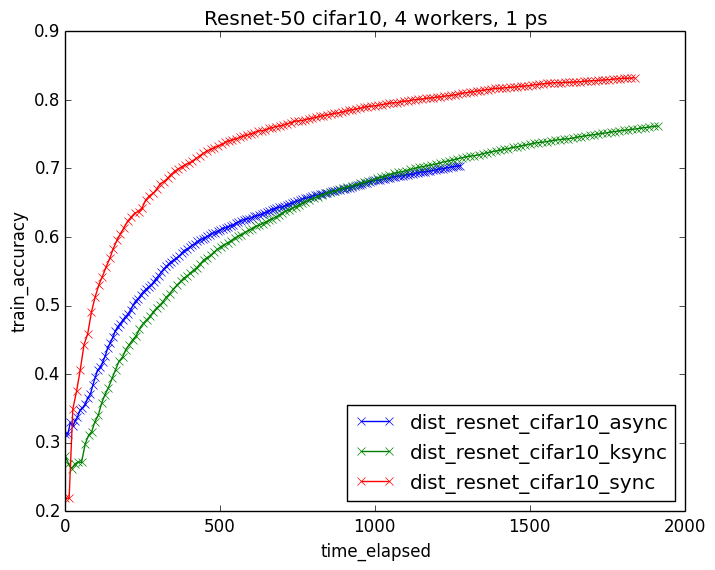 Resnet-50 cifar10, 4 workers, 1 ps
0.9
0.8
0.7
0.6
0.5
0.4
0.3
0.2
train_accuracy
dist_resnet_cifar10_async
dist_resnet_cifar10_ksync
dist_resnet_cifar10_sync
0 500 1000 1500 2000
time_elapsed